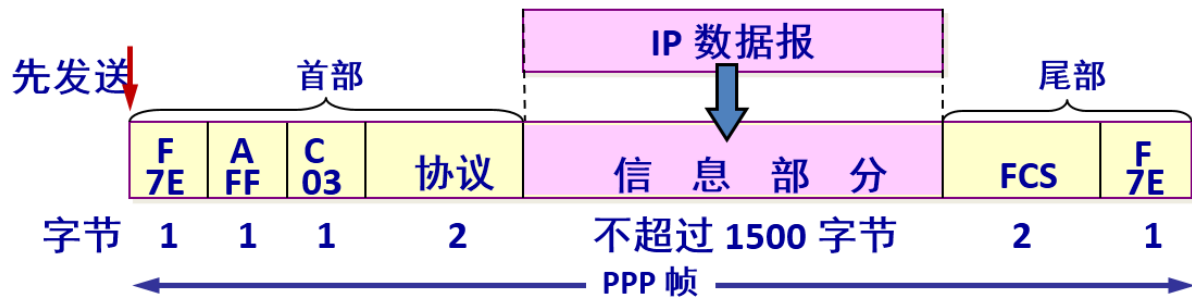 IP 数据报
先发送
首部
尾部
F
7E
A
FF
C
03
协议
信 息 部 分
FCS
F
7E
字节 1 1 1 2 不超过 1500 字节 2 1
PPP 帧